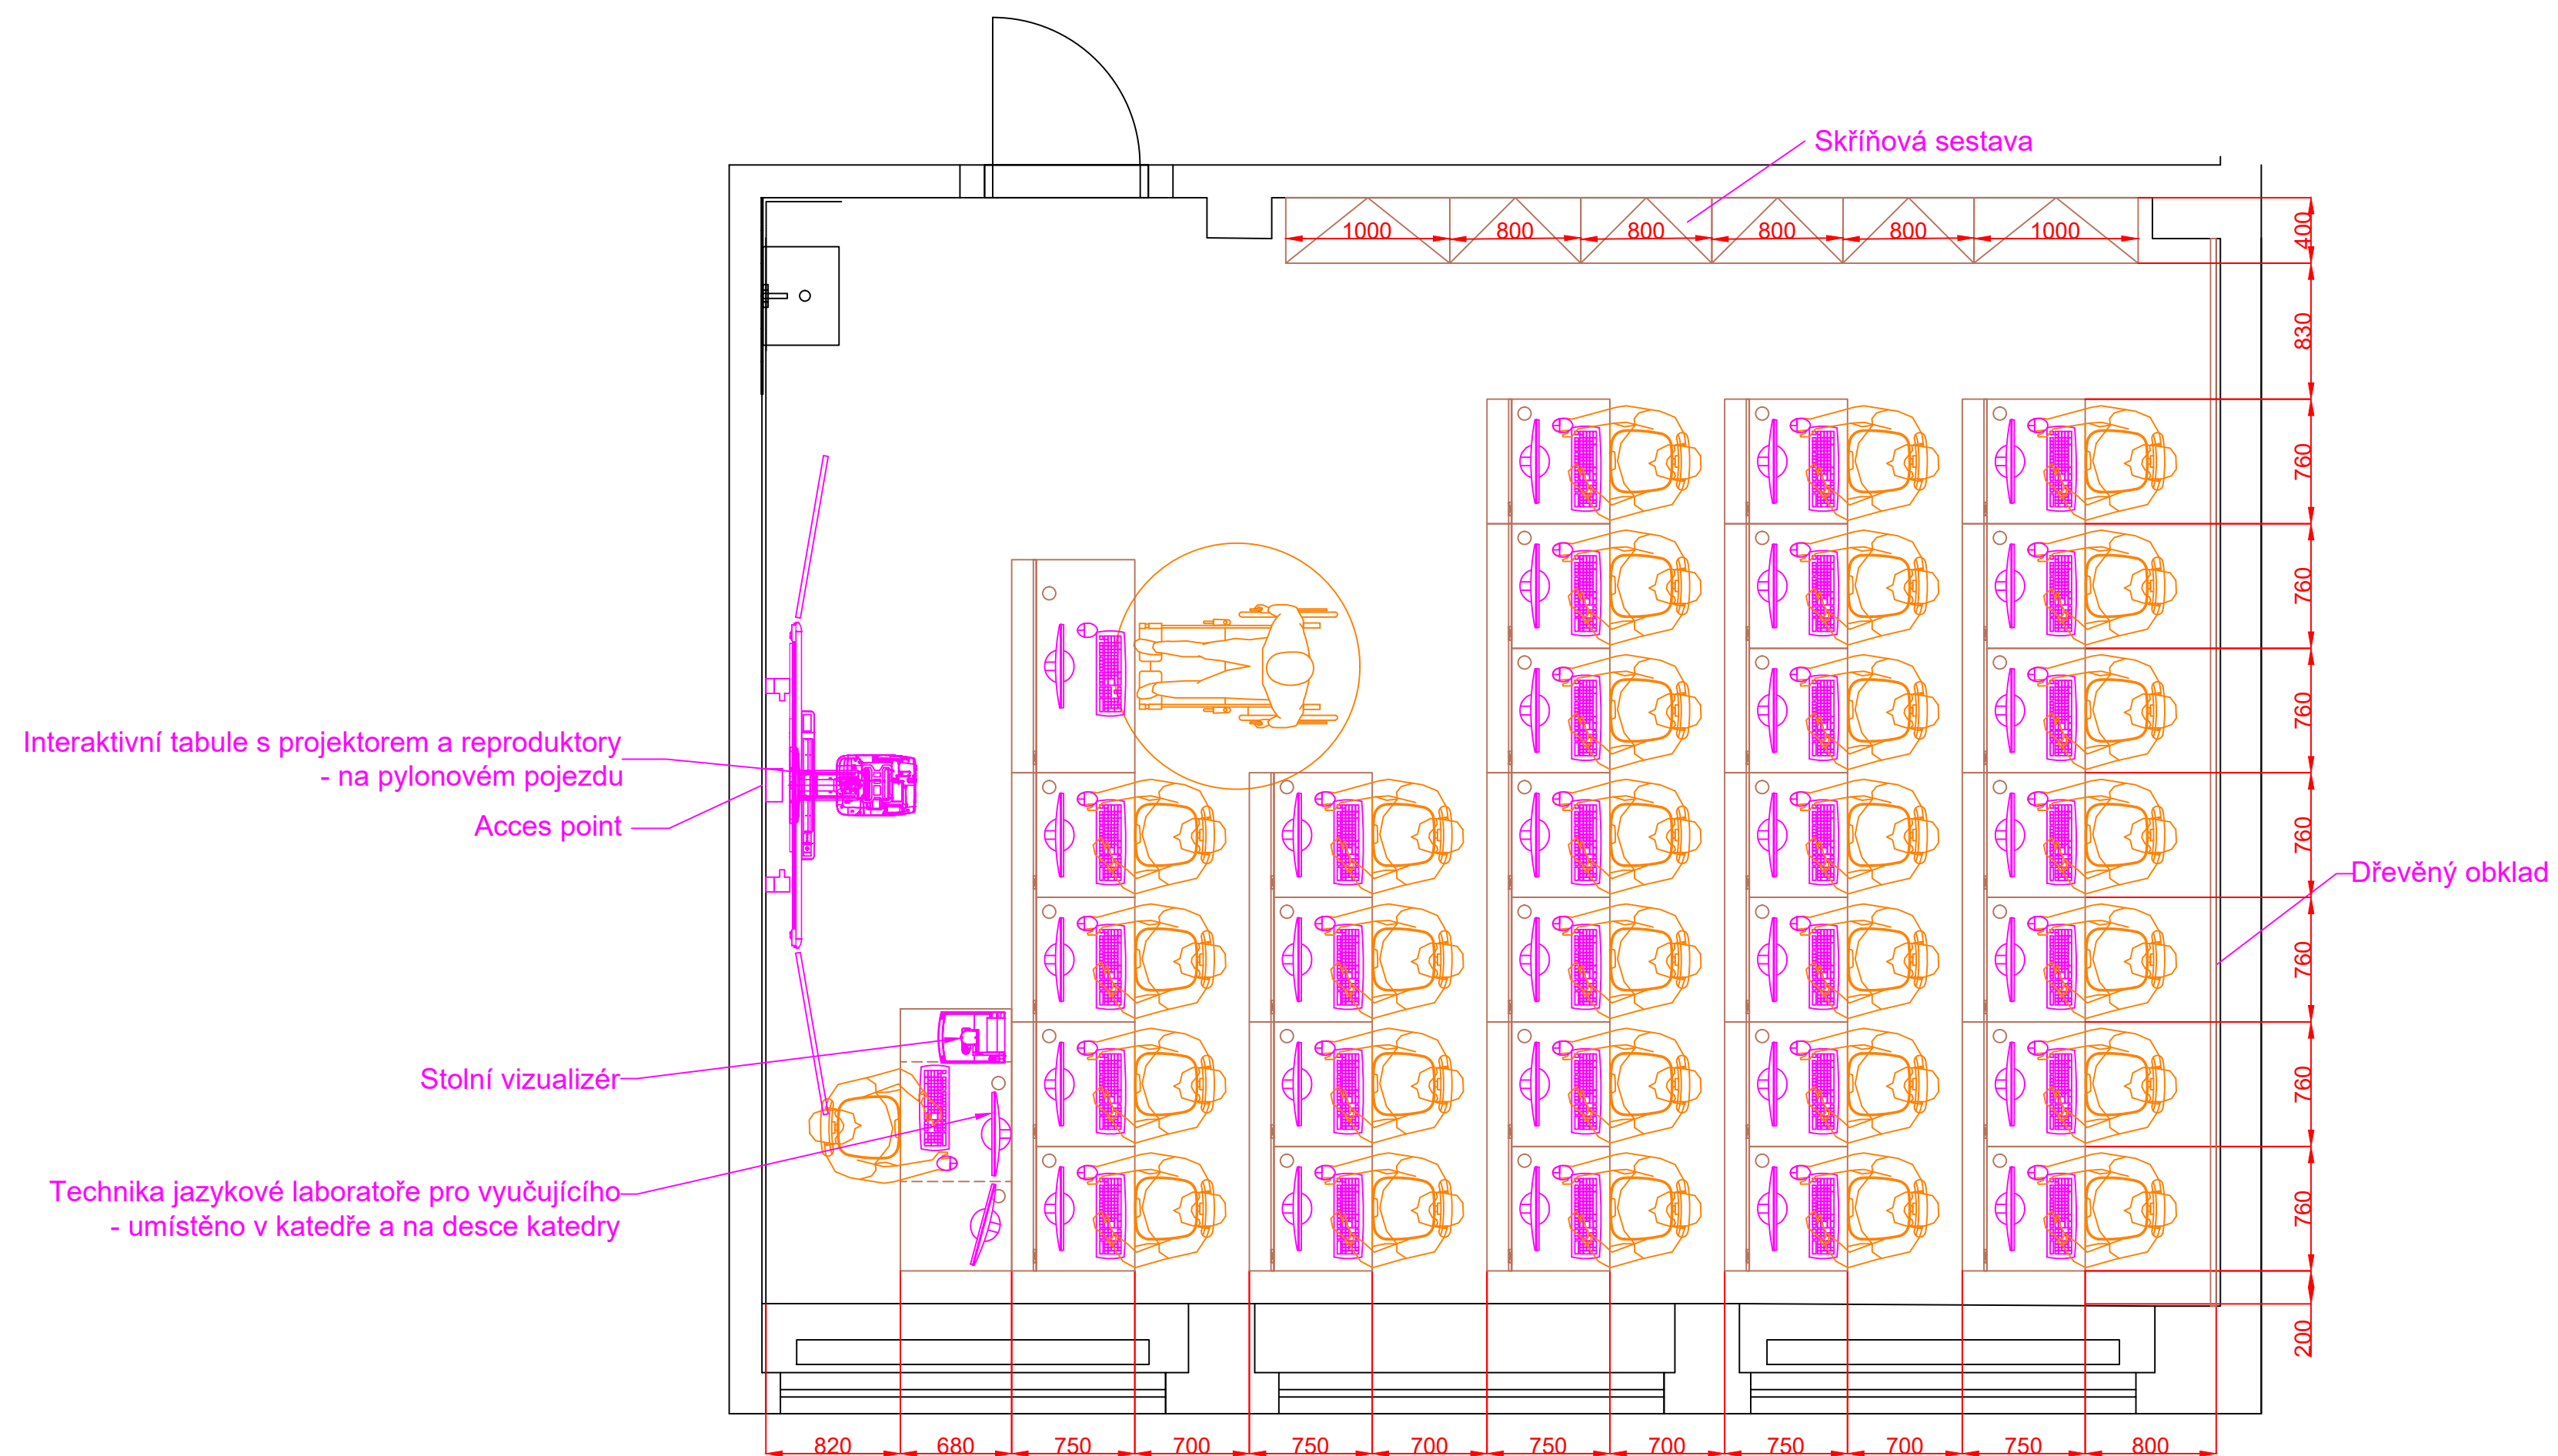 Skříňová sestava
1000 800 800 800 800 1000
400
830
760
760
760
760
760
760
760
200
Interaktivní tabule s projektorem a reproduktory
- na pylonovém pojezdu
Acces point
Dřevěný obklad
Stolní vizualizér
Technika jazykové laboratoře pro vyučujícího
- umístěno v katedře a na desce katedry
820 680 750 700 750 700 750 700 750 700 750 800